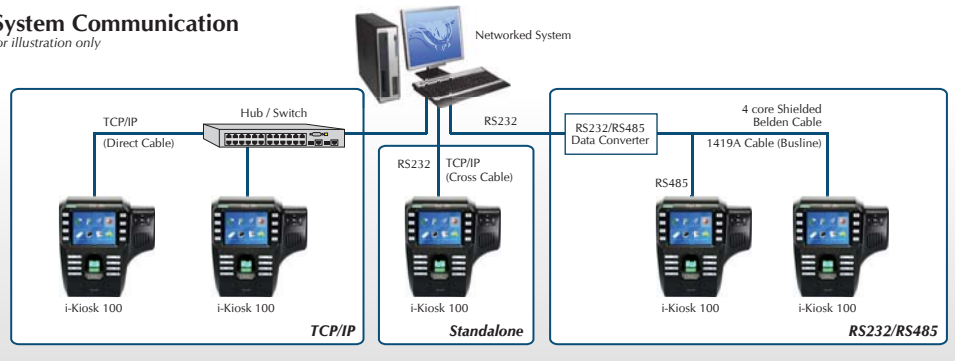 System Communication
or illustration only
Networked System
TCP/IP
(Direct Cable)
Hub / Switch
i-Kiosk 100
i-Kiosk 100
TCP/IP
RS232
TCP/IP
(Cross Cable)
i-Kiosk 100
Standalone
RS232
RS232/RS485
Data Converter
4 core Shielded
Belden Cable
1419A Cable (Busline)
RS485
i-Kiosk 100
i-Kiosk 100
RS232/RS485